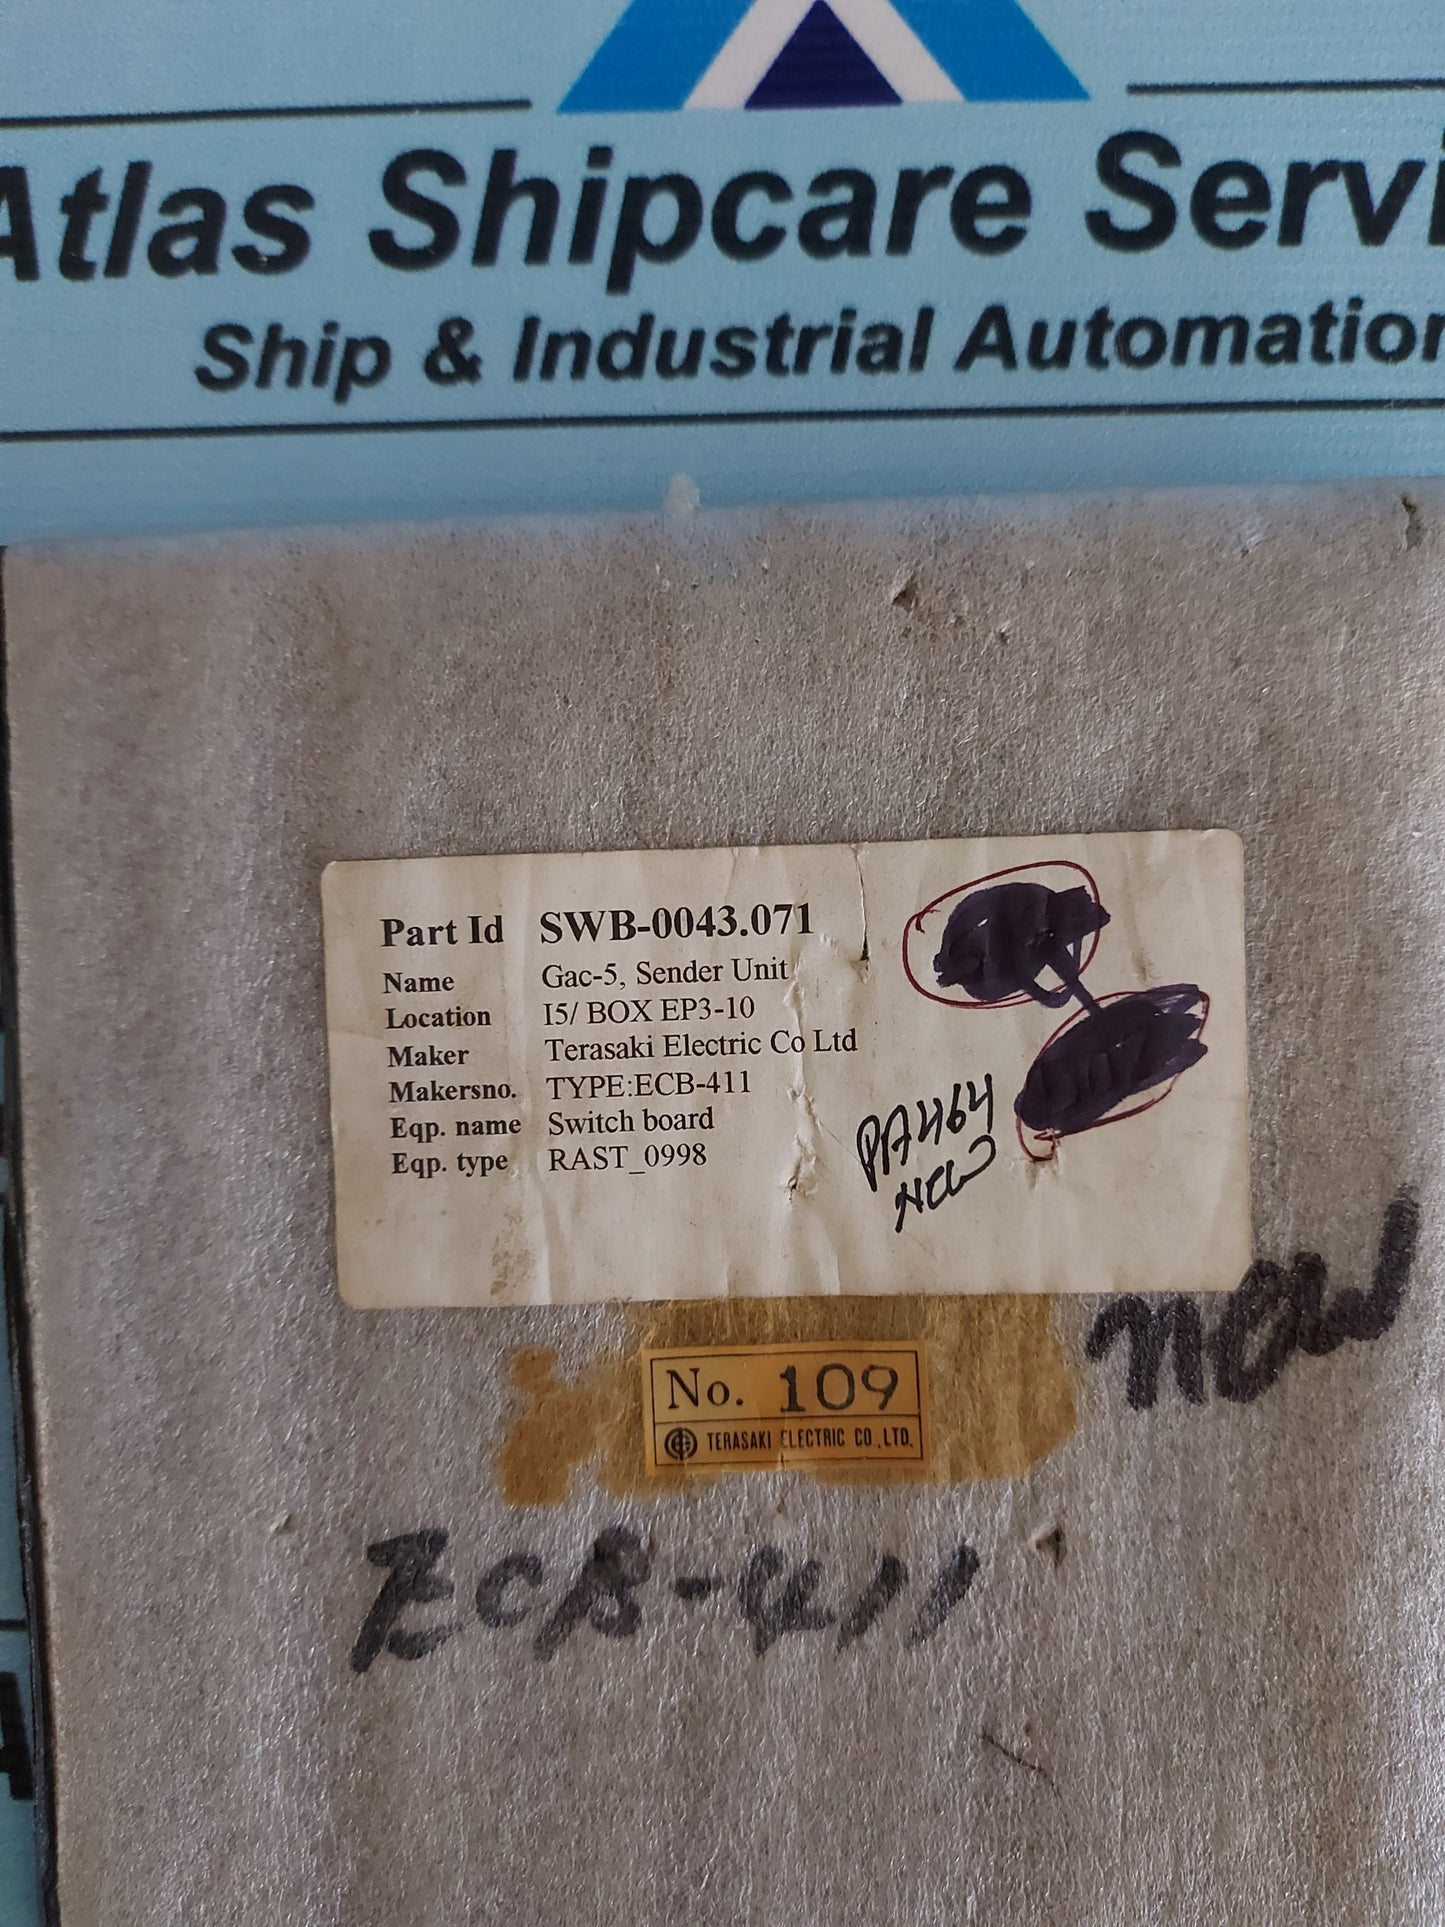 Atlas Shipcare Servi
Ship & Industrial Automation
Part Id SWB-0043.071
Name Gac-5, Sender Unit
Location I5/ BOX EP3-10
Maker Terasaki Electric Co Ltd
Makersno. TYPE:ECB-411
Eqp. name Switch board
Eqp. type RAST_0998
PA464
NEW
NEW
No. 109
TERASAKI ELECTRIC CO.,LTD.
ECB-411